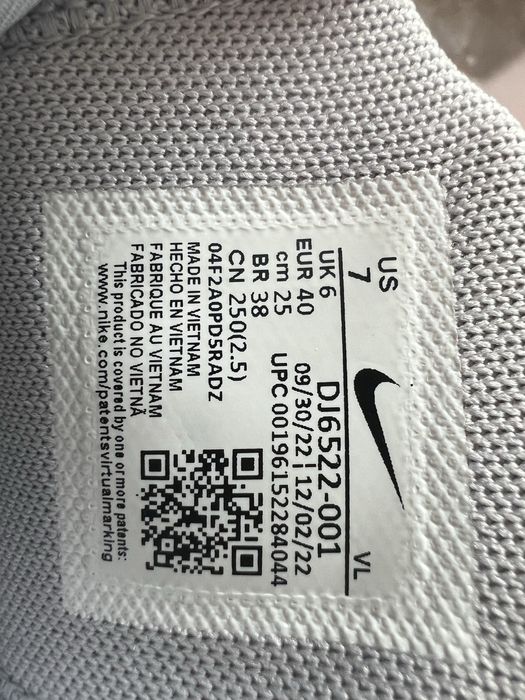 US
7
VL
UK 6
EUR 40
cm 25
BR 38
CN 250(2.5)
DJ6522-001
09/30/22 | 12/02/22
UPC 00196152284044
04F2A0PD5RADZ
MADE IN VIETNAM
HECHO EN VIETNAM
FABRIQUE AU VIETNAM
FABRICADO NO VIETNÃ
This product is covered by one or more patents:
www.nike.com/patentsvirtualmarking